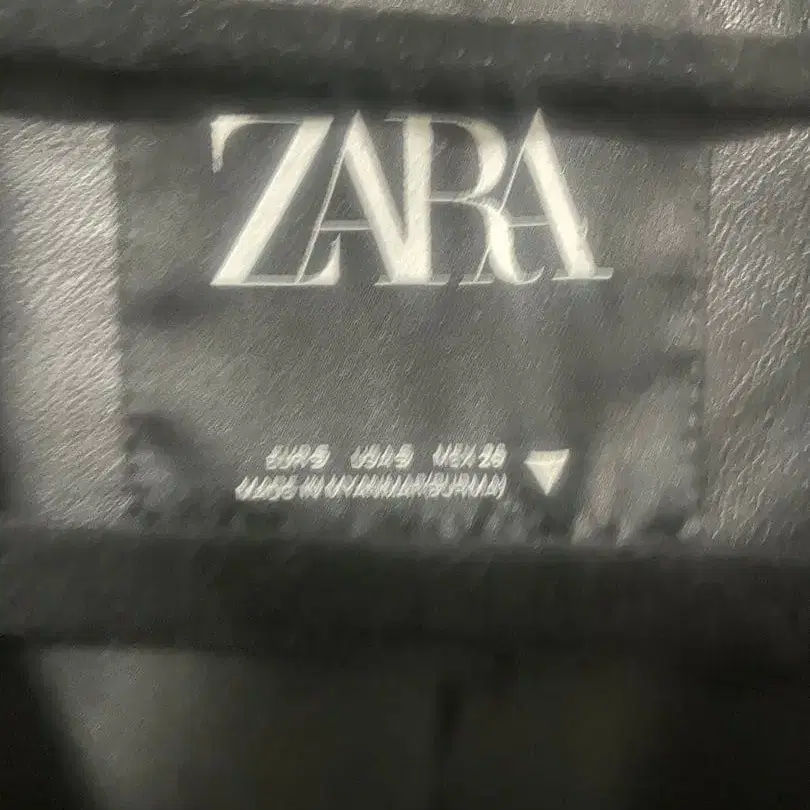 ZARA
EUR S USA S MEX 26
MADE IN MYANMAR(BURMA)